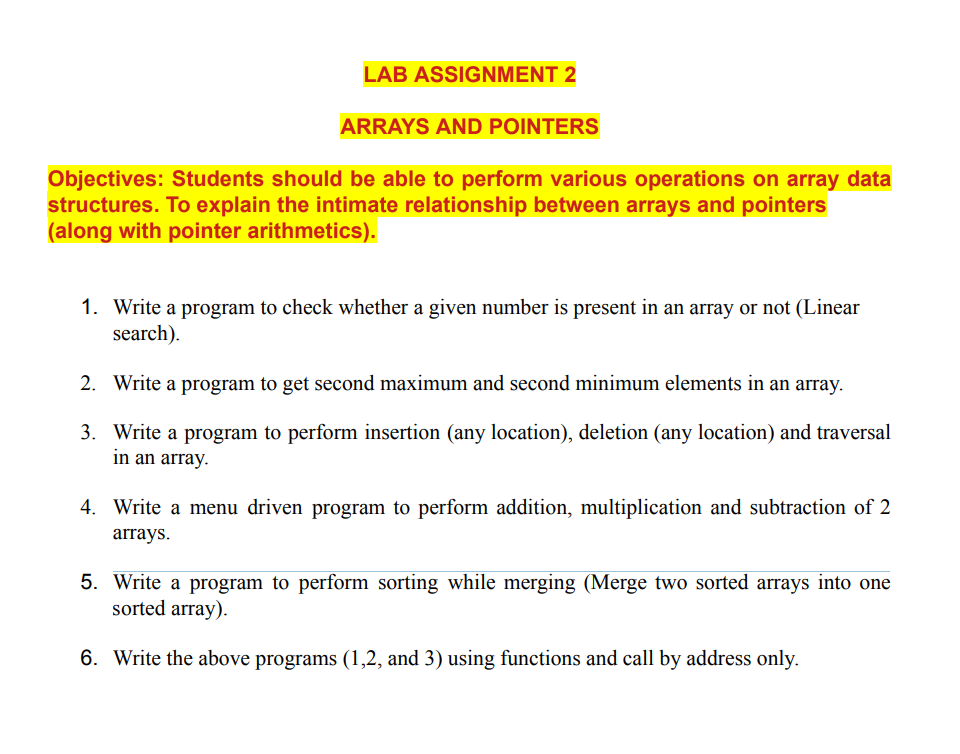 LAB ASSIGNMENT 2
ARRAYS AND POINTERS
Objectives: Students should be able to perform various operations on array data
structures. To explain the intimate relationship between arrays and pointers
(along with pointer arithmetics).
1. Write a program to check whether a given number is present in an array or not (Linear
search).
2. Write a program to get second maximum and second minimum elements in an array.
3. Write a program to perform insertion (any location), deletion (any location) and traversal
in an array.
4. Write a menu driven program to perform addition, multiplication and subtraction of 2
arrays.
5. Write a program to perform sorting while merging (Merge two sorted arrays into one
sorted array).
6. Write the above programs (1,2, and 3) using functions and call by address only.